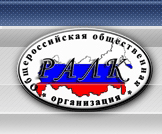 Общероссийская общественная
РАЛК
организация